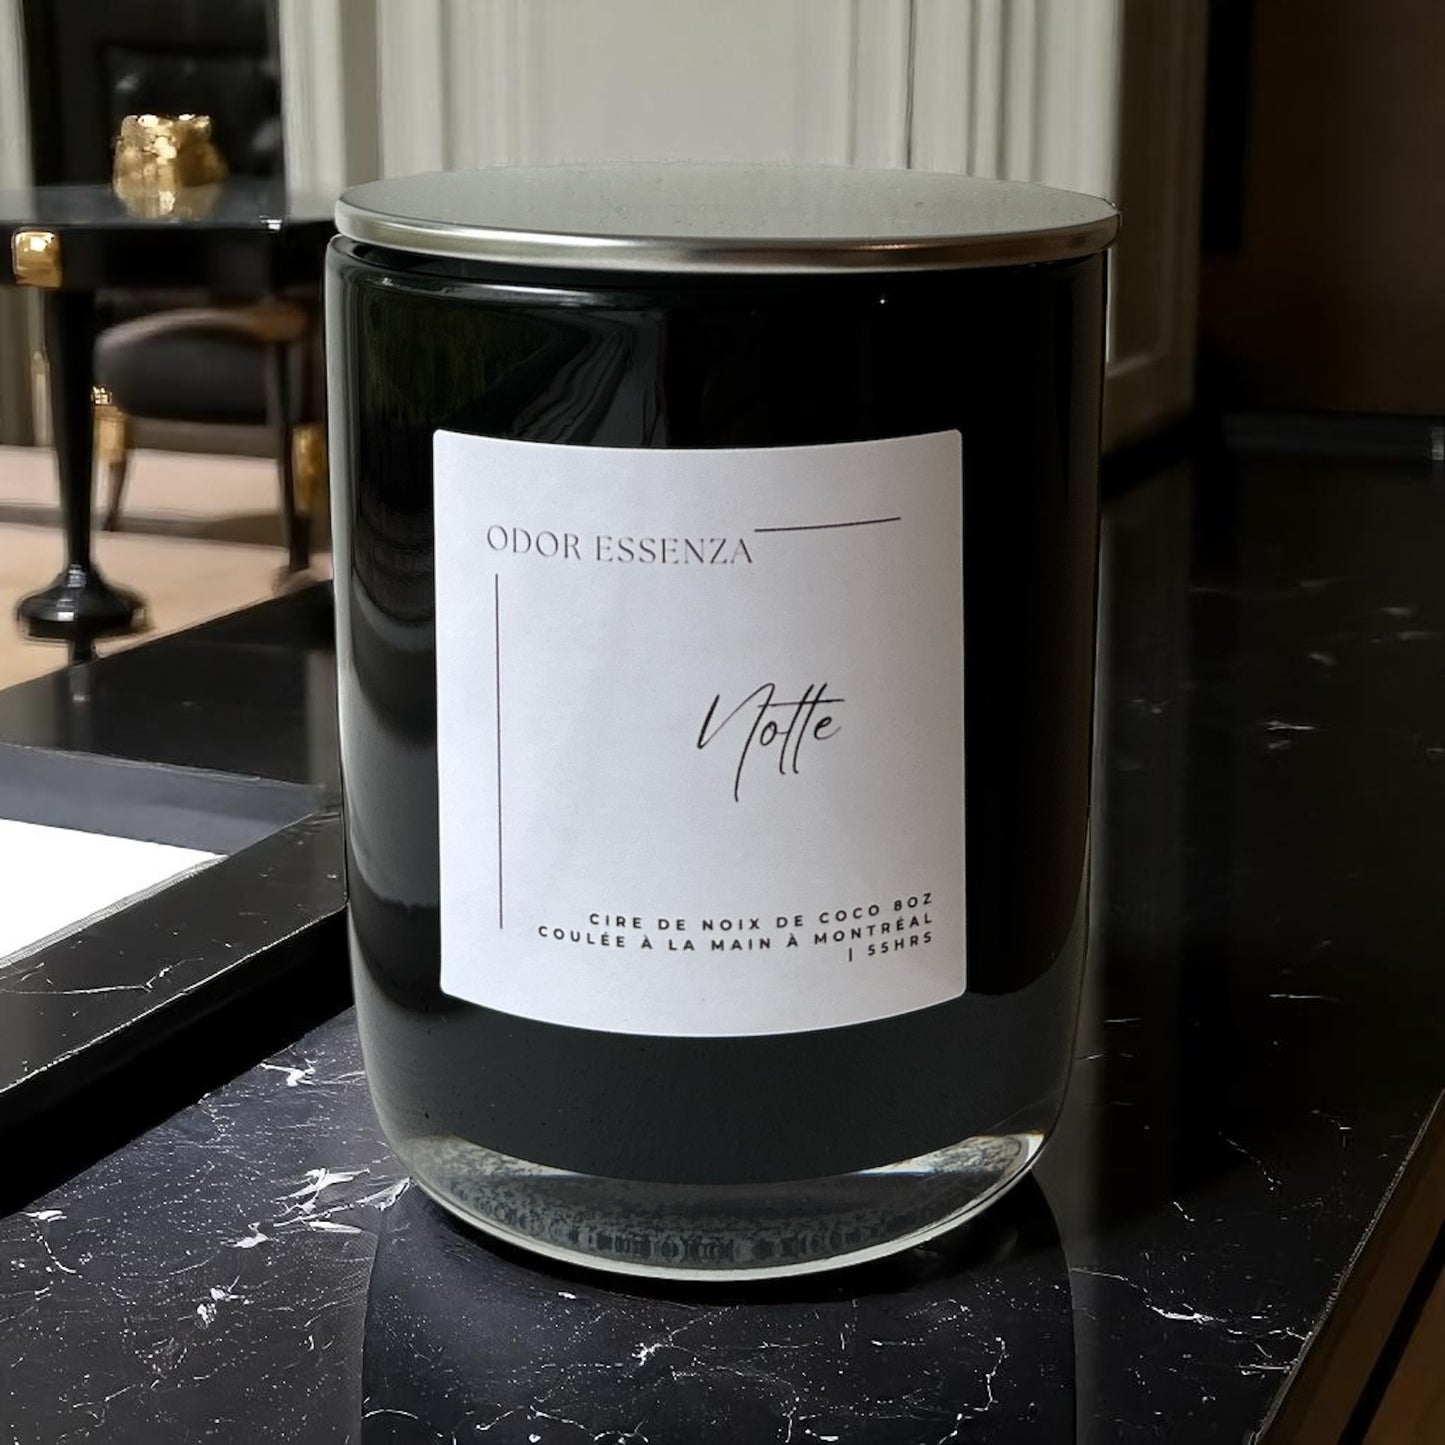 ODOR ESSENZA
Notte
CIRE DE NOIX DE COCO 8OZ
COULÉE À LA MAIN À MONTRÉAL
| 55HRS